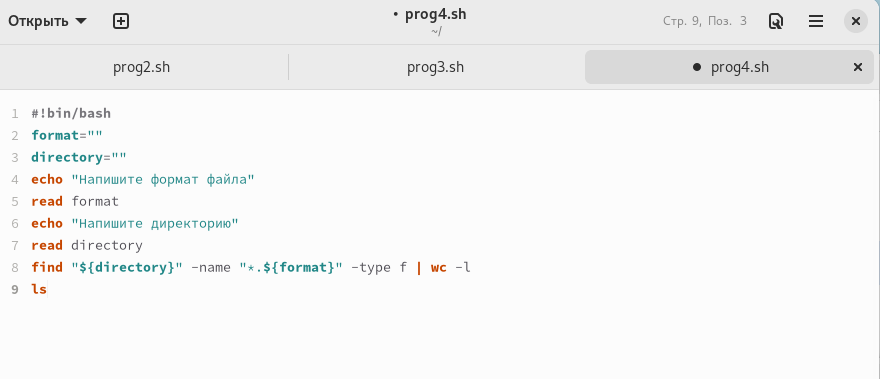 Открыть
• prog4.sh
~/
Стр. 9, Поз. 3
prog2.sh
prog3.sh
● prog4.sh
1 #!bin/bash
2 format=""
3 directory=""
4 echo "Напишите формат файла"
5 read format
6 echo "Напишите директорию"
7 read directory
8 find "${directory}" -name "*.${format}" -type f | wc -l
9 ls